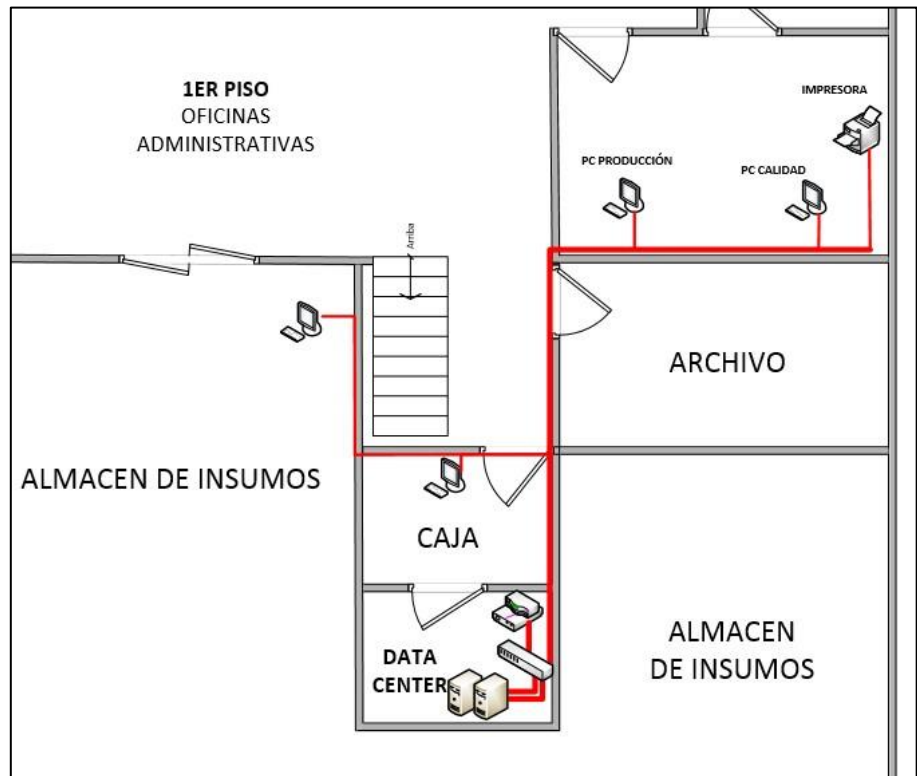 1ER PISO
OFICINAS
ADMINISTRATIVAS
IMPRESORA
PC PRODUCCIÓN
PC CALIDAD
Arriba
ARCHIVO
ALMACEN DE INSUMOS
CAJA
DATA
CENTER
ALMACEN
DE INSUMOS